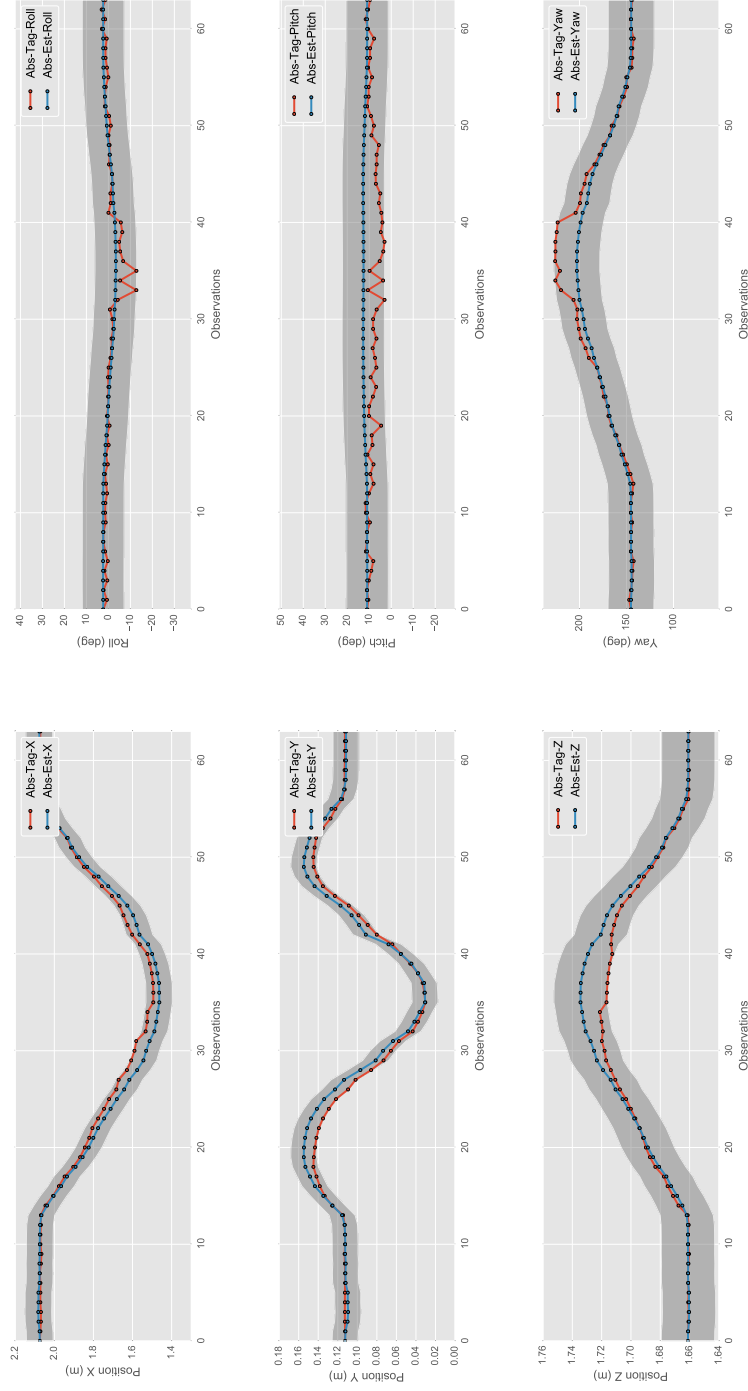 Position X (m)
2.2
2.0
1.8
1.6
1.4
Abs-Tag-X
Abs-Est-X
0 10 20 30 40 50 60
Observations
Roll (deg)
40
30
20
10
0
−10
−20
−30
Abs-Tag-Roll
Abs-Est-Roll
0 10 20 30 40 50 60
Observations
Position Y (m)
0.18
0.16
0.14
0.12
0.10
0.08
0.06
0.04
0.02
0.00
Abs-Tag-Y
Abs-Est-Y
0 10 20 30 40 50 60
Observations
Pitch (deg)
50
40
30
20
10
0
−10
−20
Abs-Tag-Pitch
Abs-Est-Pitch
0 10 20 30 40 50 60
Observations
Position Z (m)
1.76
1.74
1.72
1.70
1.68
1.66
1.64
Abs-Tag-Z
Abs-Est-Z
0 10 20 30 40 50 60
Observations
Yaw (deg)
200
150
100
Abs-Tag-Yaw
Abs-Est-Yaw
0 10 20 30 40 50 60
Observations